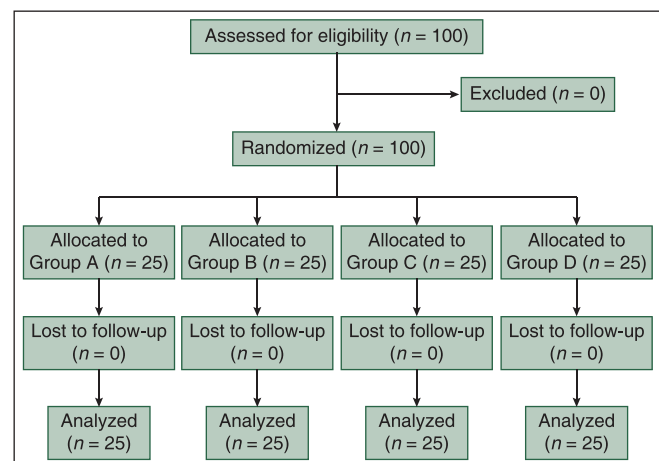 Assessed for eligibility (n = 100)
Excluded (n = 0)
Randomized (n = 100)
Allocated to
Group A (n = 25)
Allocated to
Group B (n = 25)
Allocated to
Group C (n = 25)
Allocated to
Group D (n = 25)
Lost to follow-up
(n = 0)
Lost to follow-up
(n = 0)
Lost to follow-up
(n = 0)
Lost to follow-up
(n = 0)
Analyzed
(n = 25)
Analyzed
(n = 25)
Analyzed
(n = 25)
Analyzed
(n = 25)